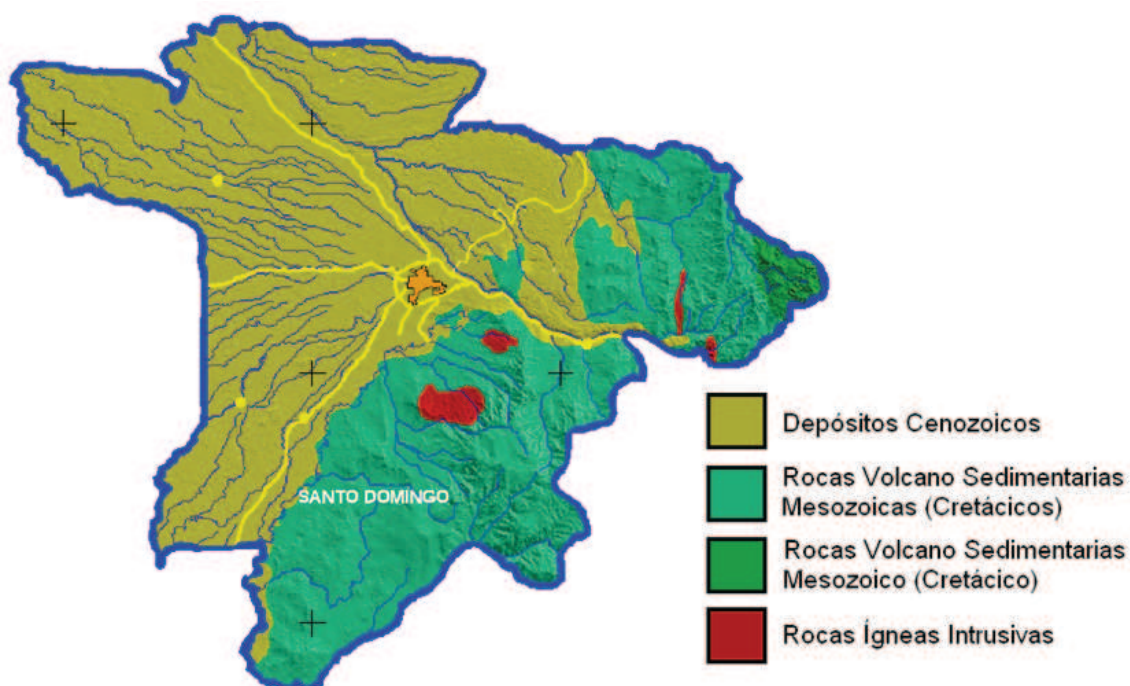 SANTO DOMINGO
Depósitos Cenozoicos
Rocas Volcano Sedimentarias
Mesozoicas (Cretácicos)
Rocas Volcano Sedimentarias
Mesozoico (Cretácico)
Rocas Ígneas Intrusivas